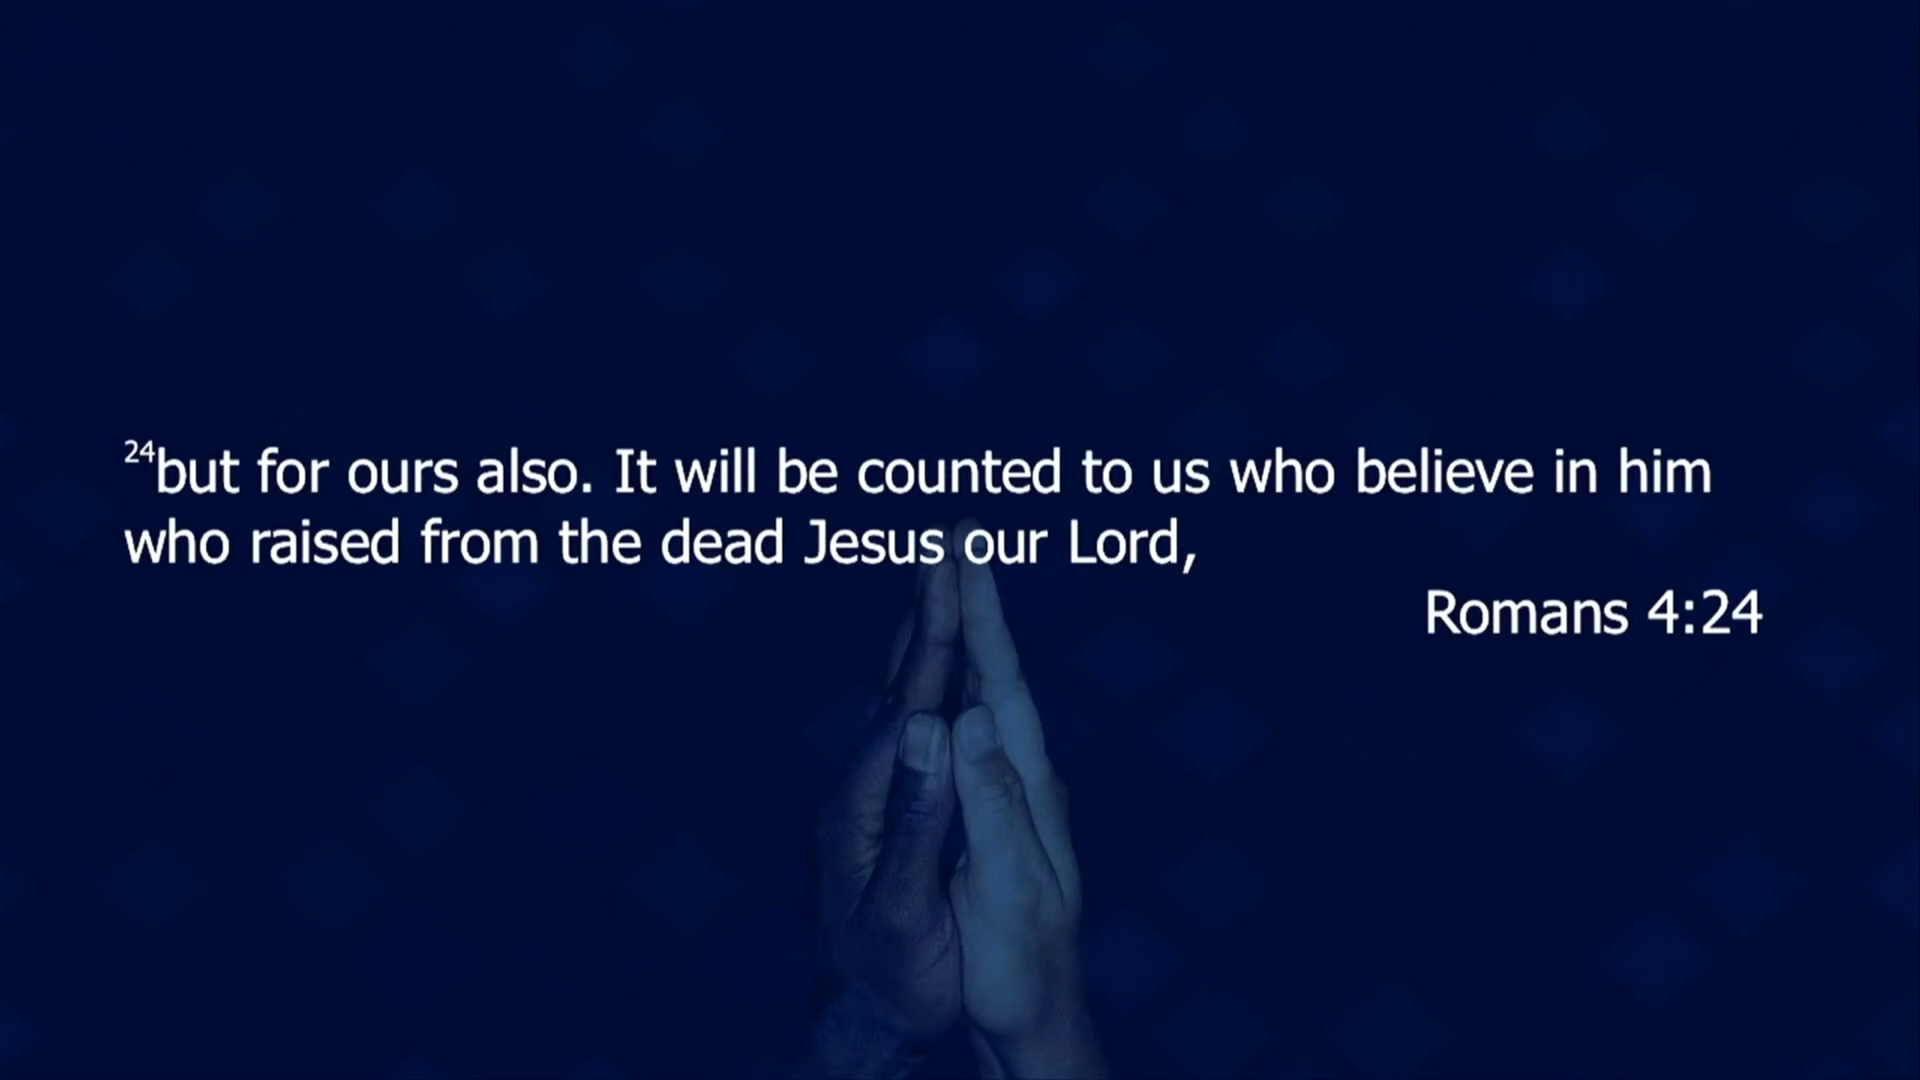 24but for ours also. It will be counted to us who believe in him
who raised from the dead Jesus our Lord,
Romans 4:24